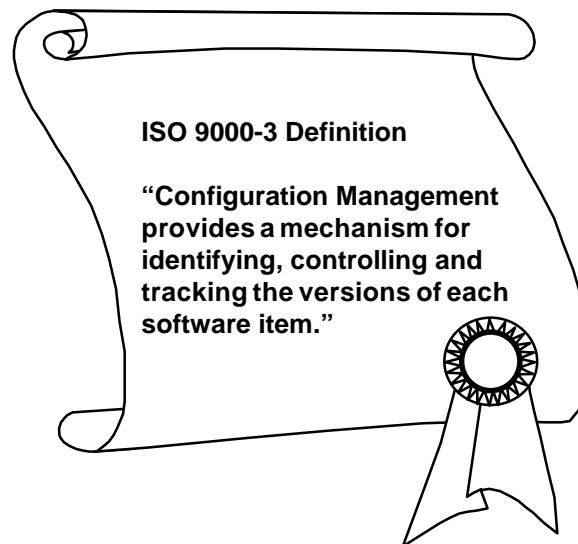 ISO 9000-3 Definition
“Configuration Management
provides a mechanism for
identifying, controlling and
tracking the versions of each
software item.”